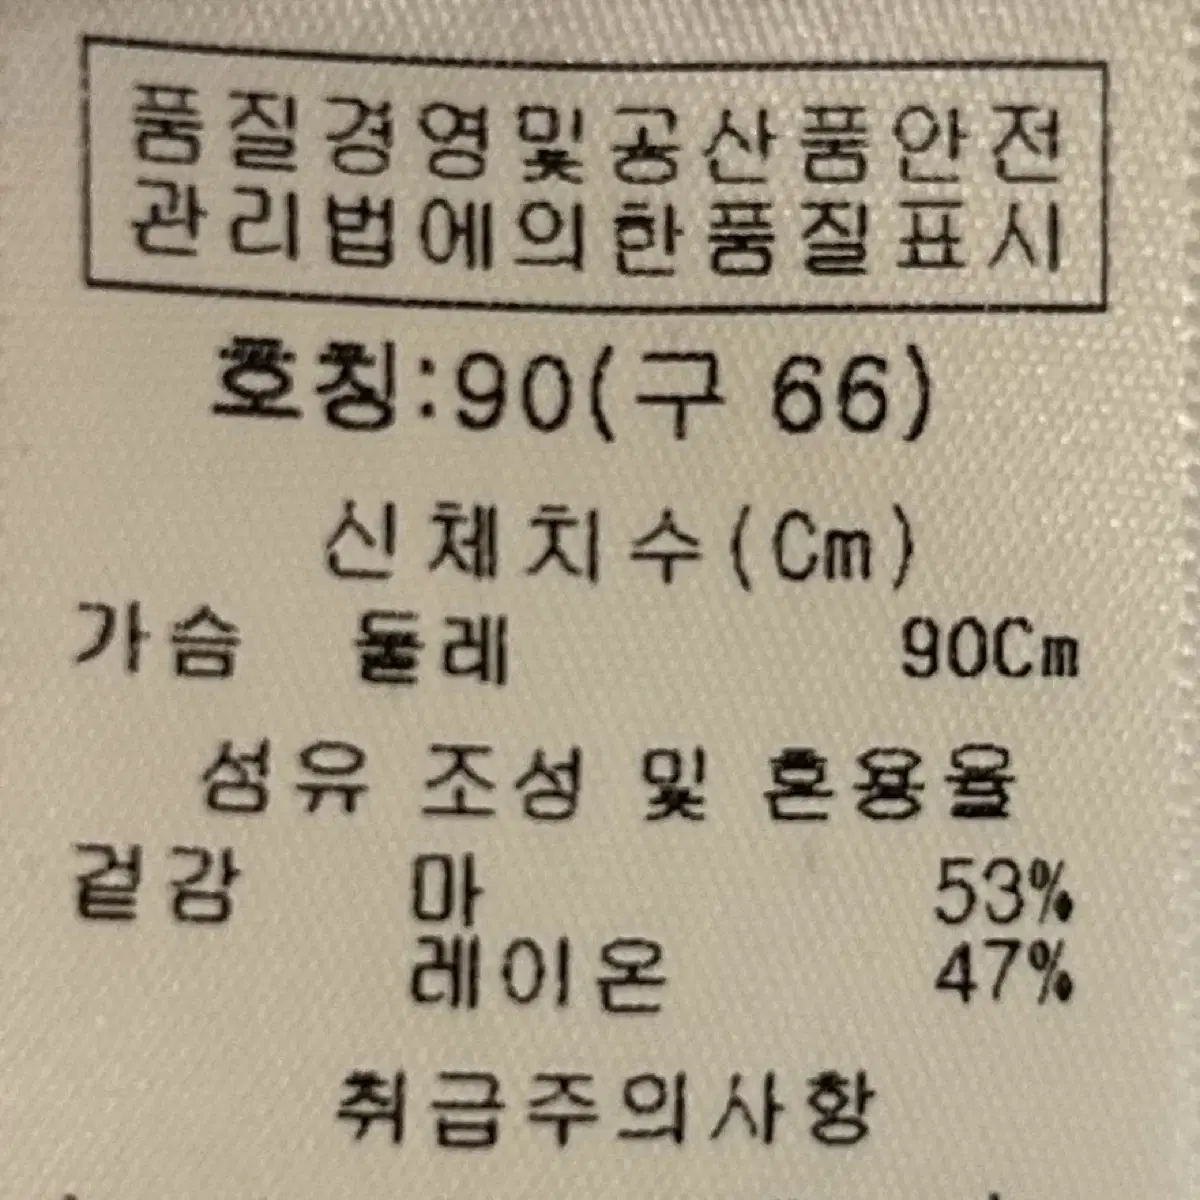 품질경영및공산품안전
관리법에의한품질표시
호칭:90(구 66)
신체치수(Cm)
가슴 둘레 90Cm
섬유 조성 및 혼용율
겉감 마 53%
레이온 47%
취급주의사항